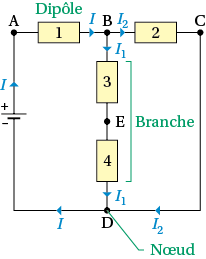 Dipôle
A
I
B
I₂
C
1
2
I₁
I
3
+
−
E
Branche
4
I₁
I
D
I₂
Nœud